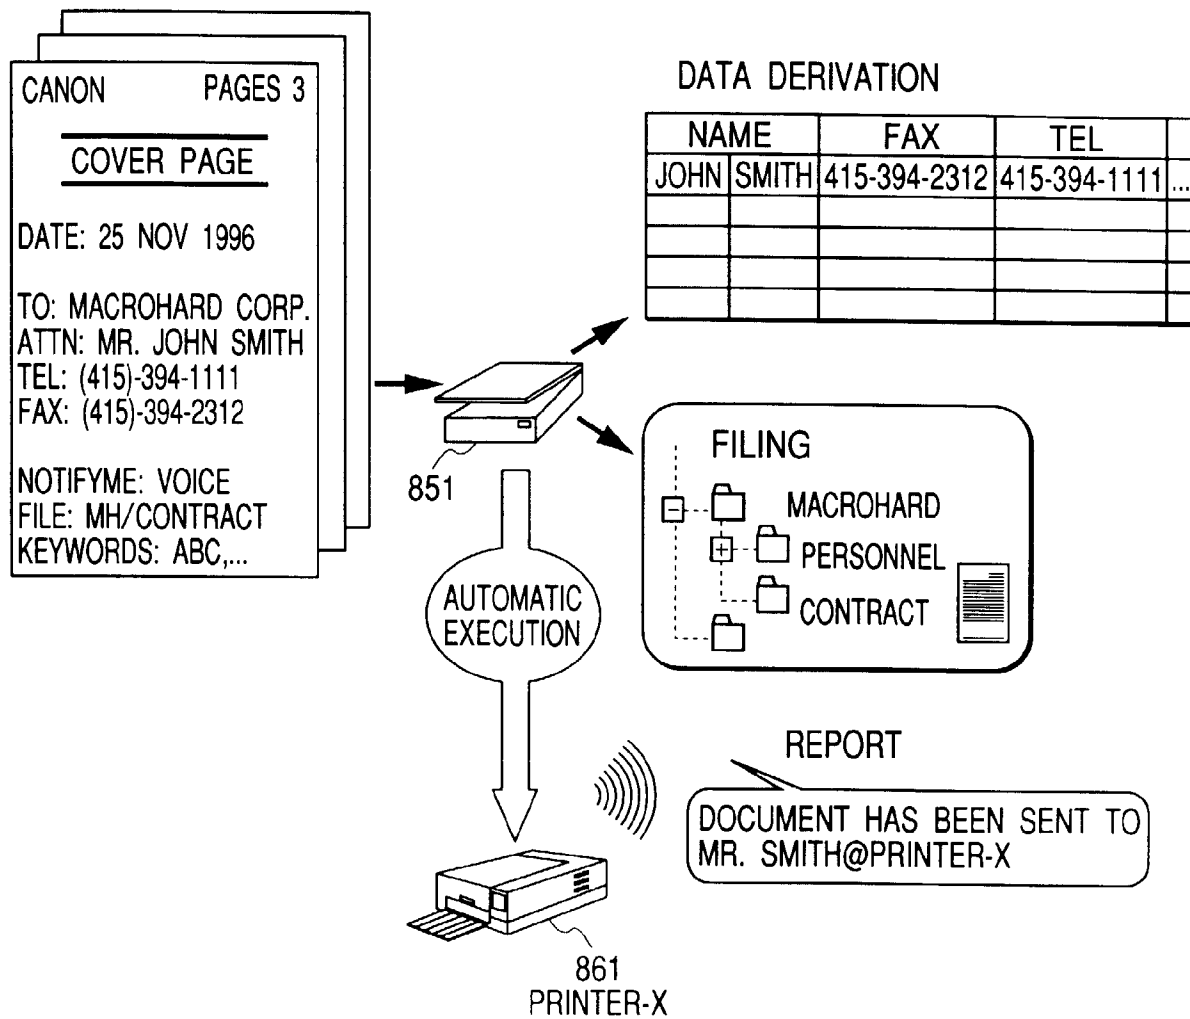 CANON PAGES 3
COVER PAGE
DATE: 25 NOV 1996
TO: MACROHARD CORP.
ATTN: MR. JOHN SMITH
TEL: (415)-394-1111
FAX: (415)-394-2312
NOTIFYME: VOICE
FILE: MH/CONTRACT
KEYWORDS: ABC,...
851
AUTOMATIC
EXECUTION
861
PRINTER-X
DATA DERIVATION
NAME FAX TEL
JOHN SMITH 415-394-2312 415-394-1111 ...
FILING
MACROHARD
PERSONNEL
CONTRACT
REPORT
DOCUMENT HAS BEEN SENT TO
MR. SMITH@PRINTER-X